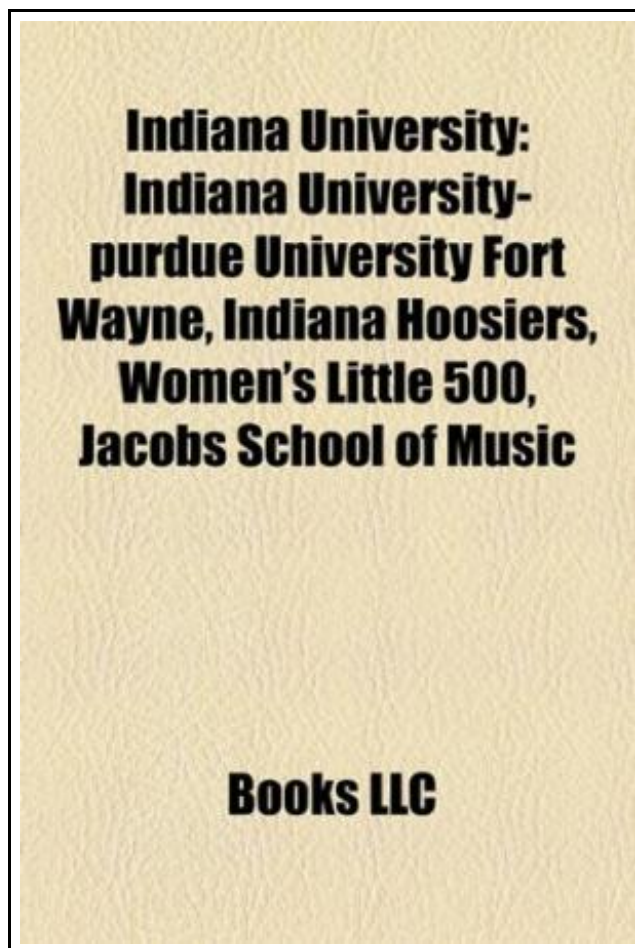 Indiana University:
Indiana University-
purdue University Fort
Wayne, Indiana Hoosiers,
Women's Little 500,
Jacobs School of Music
Books LLC